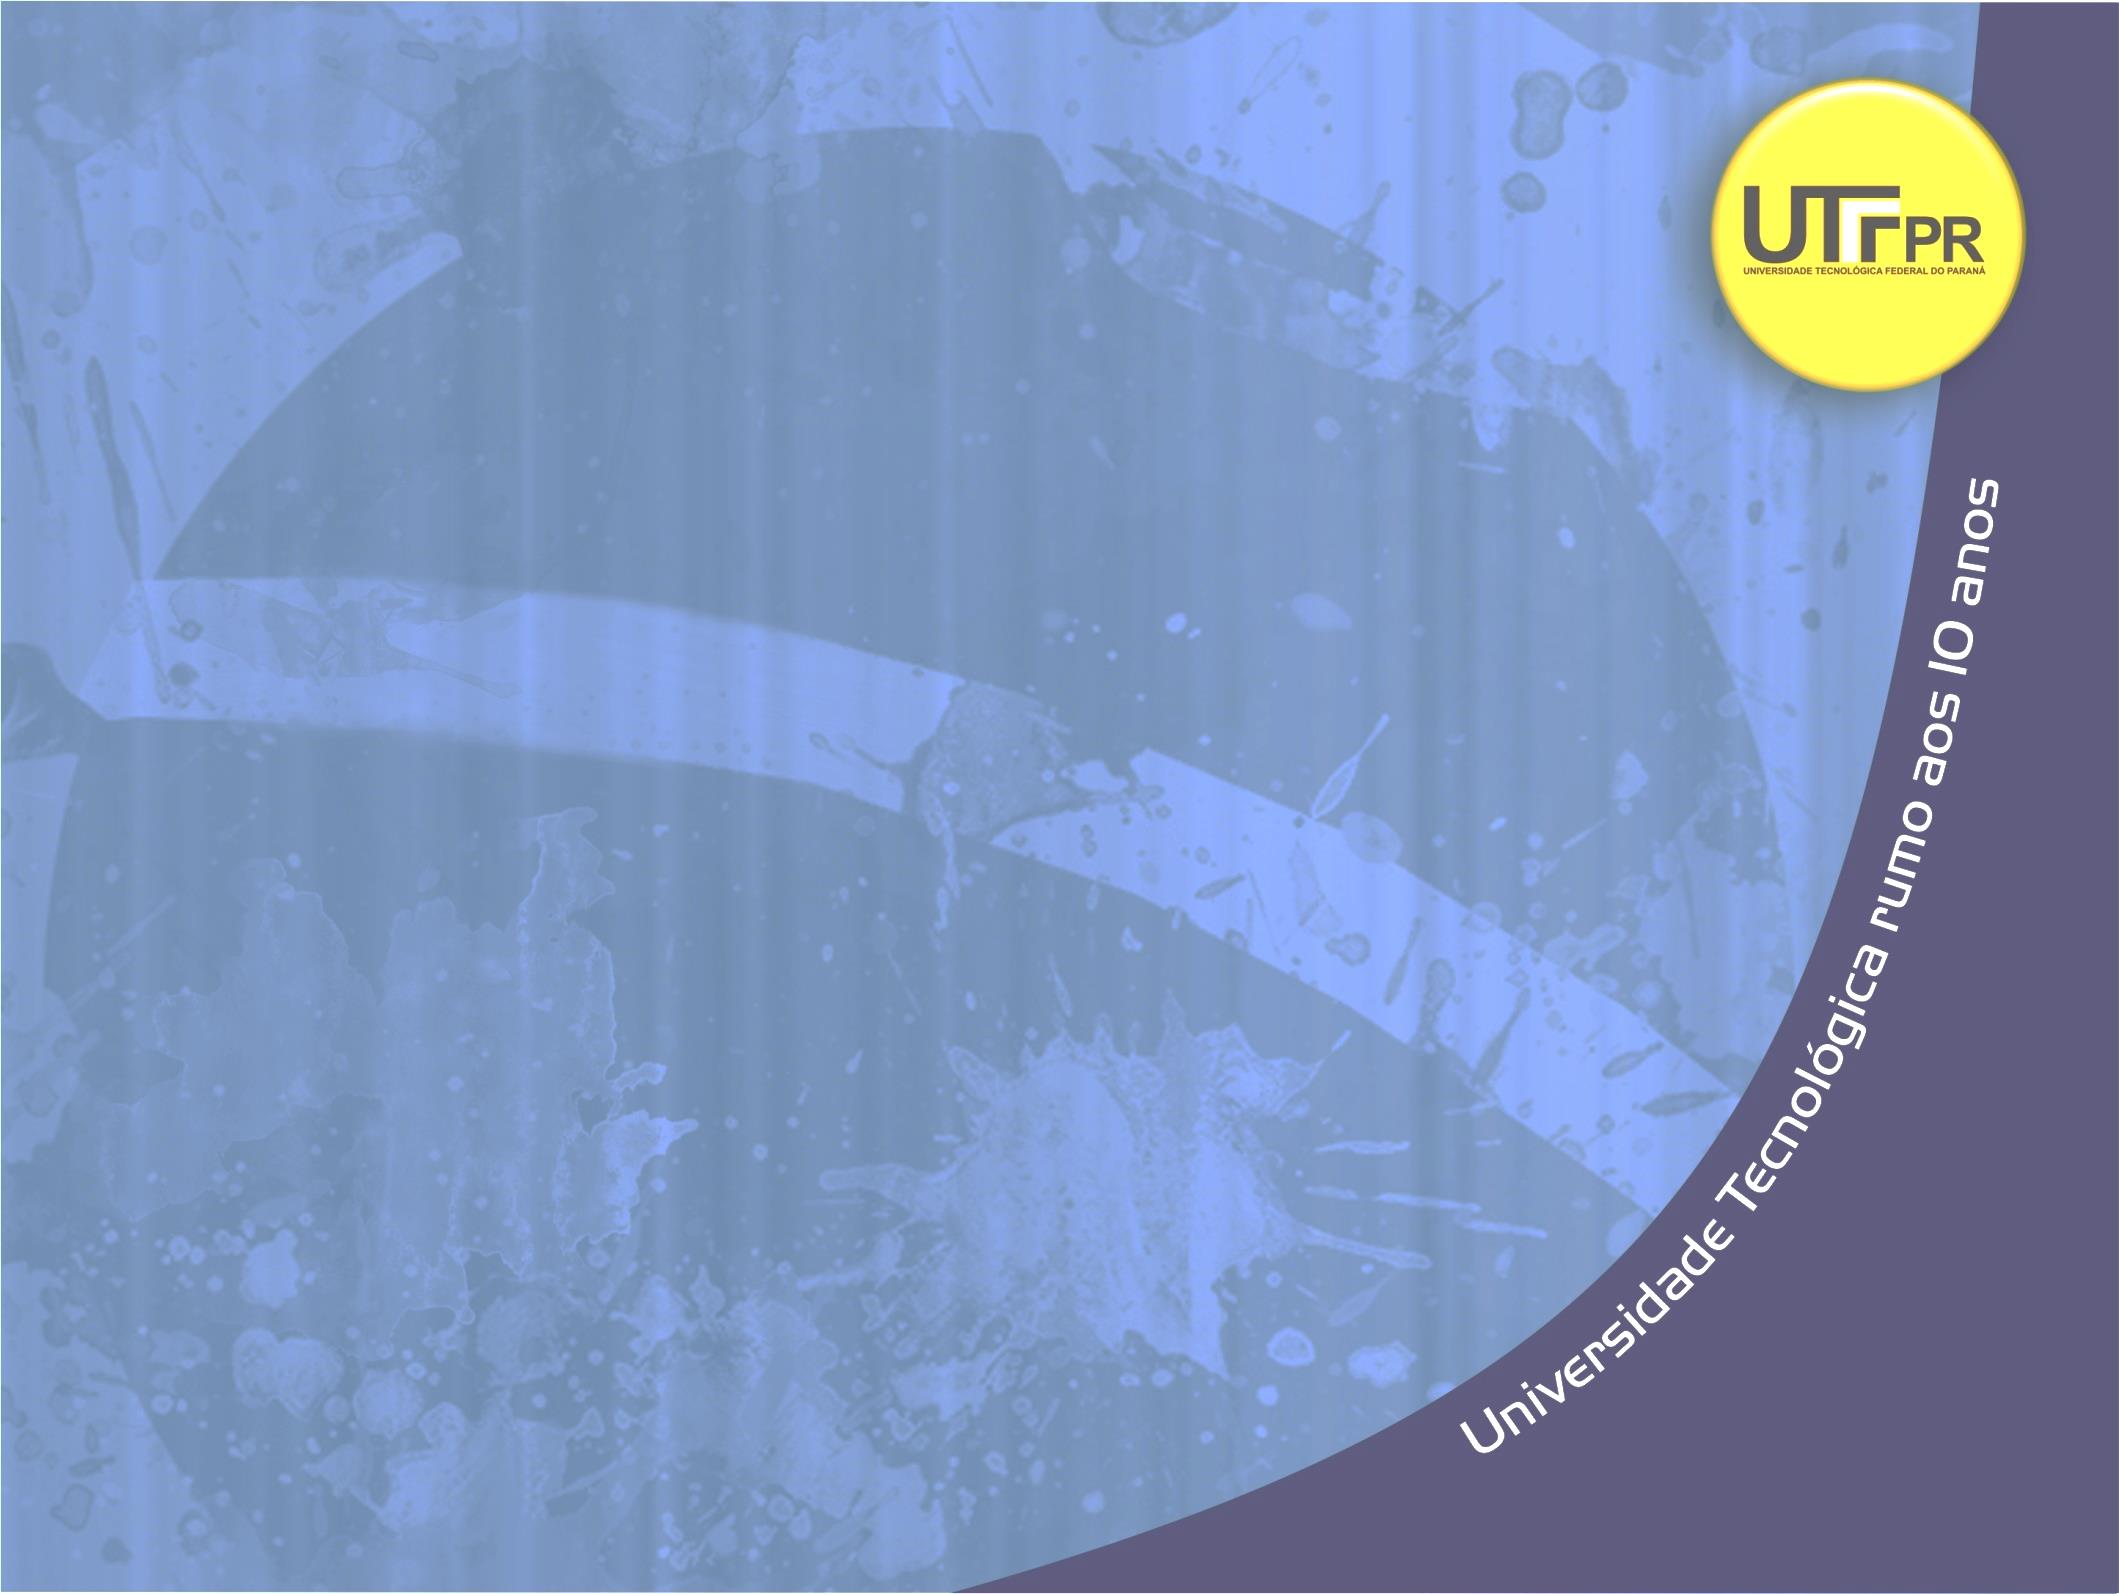 UTFPR
UNIVERSIDADE TECNOLÓGICA FEDERAL DO PARANÁ
Universidade Tecnológica rumo aos 10 anos